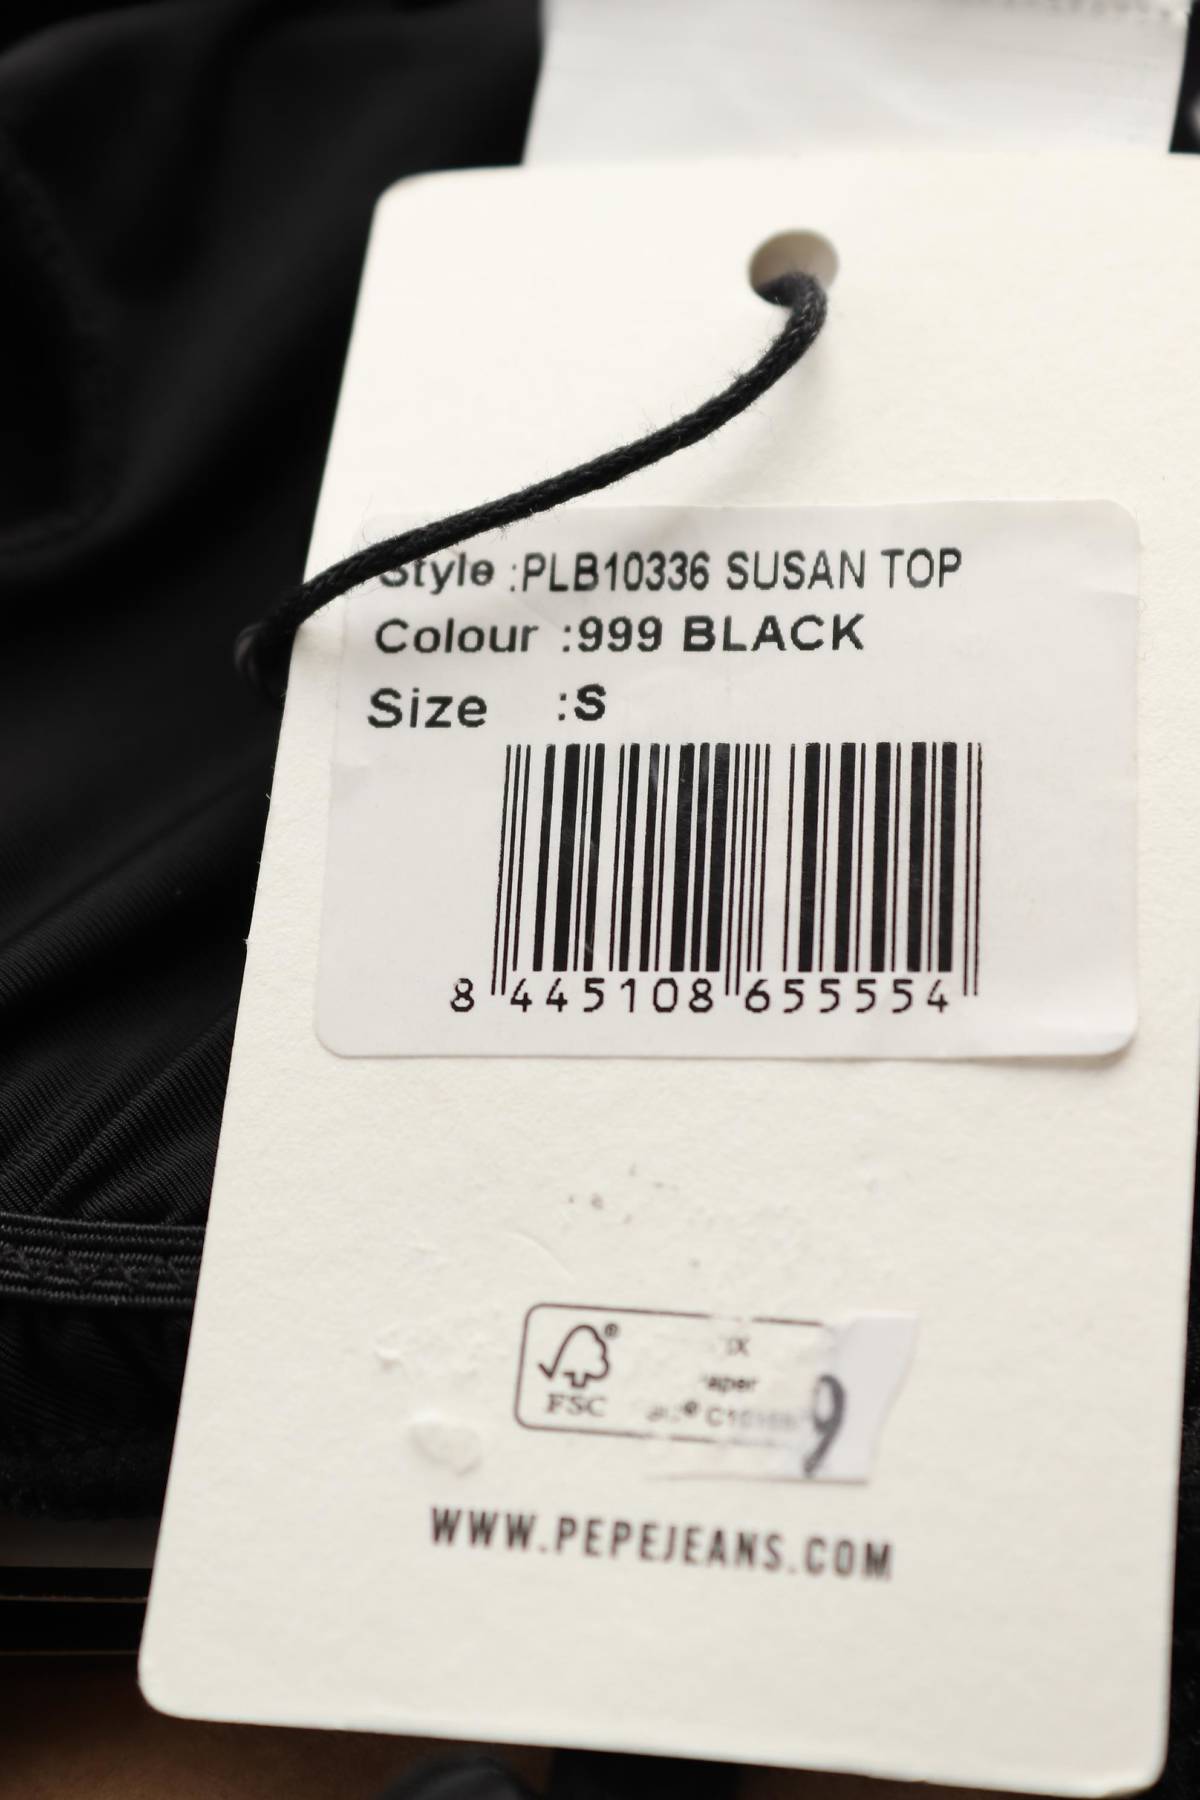 Style :PLB10336 SUSAN TOP
Colour :999 BLACK
Size :S
8 445108 655554
FSC®
9
WWW.PEPEJEANS.COM